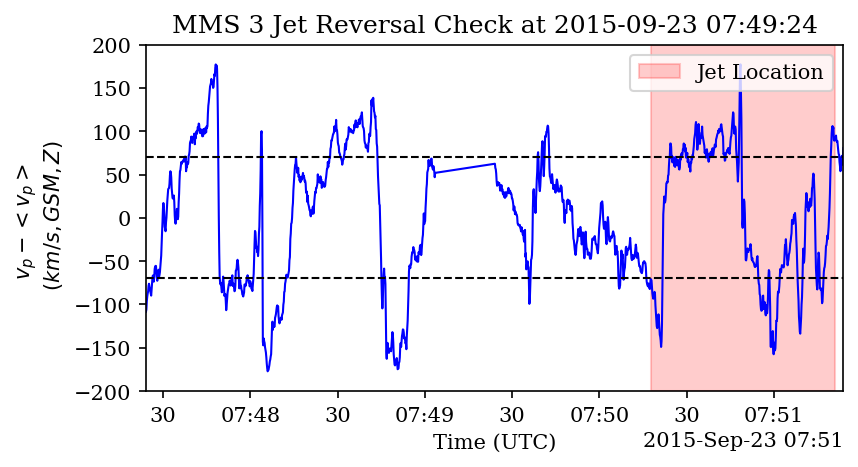 MMS 3 Jet Reversal Check at 2015-09-23 07:49:24
v_p − < v_p >
(km/s, GSM, Z)
200
150
100
50
0
−50
−100
−150
−200
Jet Location
30 07:48 30 07:49 30 07:50 30 07:51
Time (UTC)
2015-Sep-23 07:51